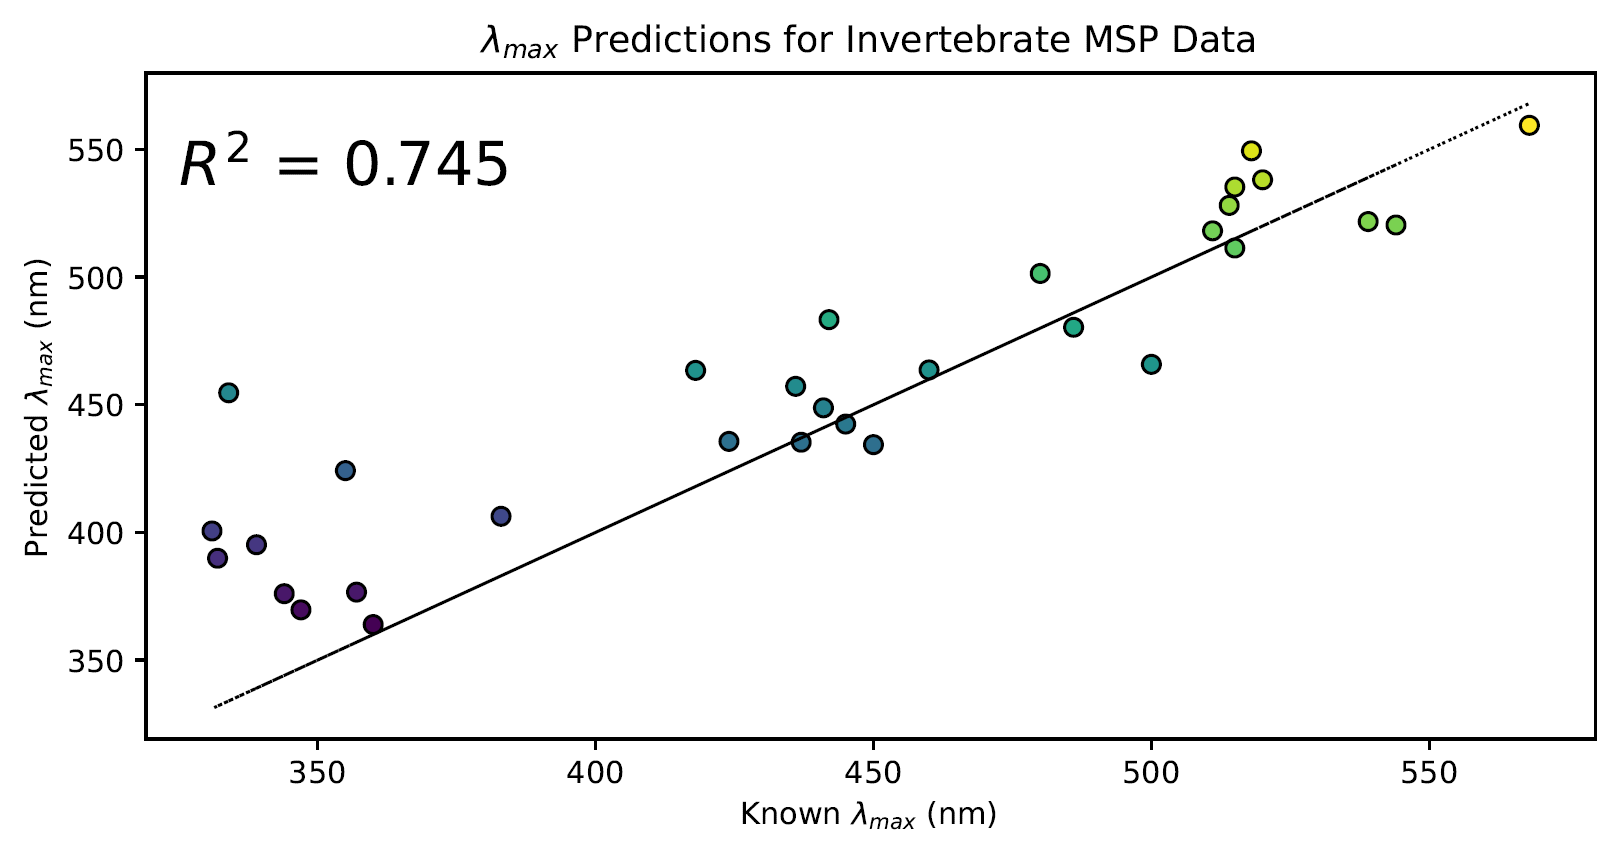 λmax Predictions for Invertebrate MSP Data
R² = 0.745
Predicted λmax (nm)
550
500
450
400
350
350 400 450 500 550
Known λmax (nm)